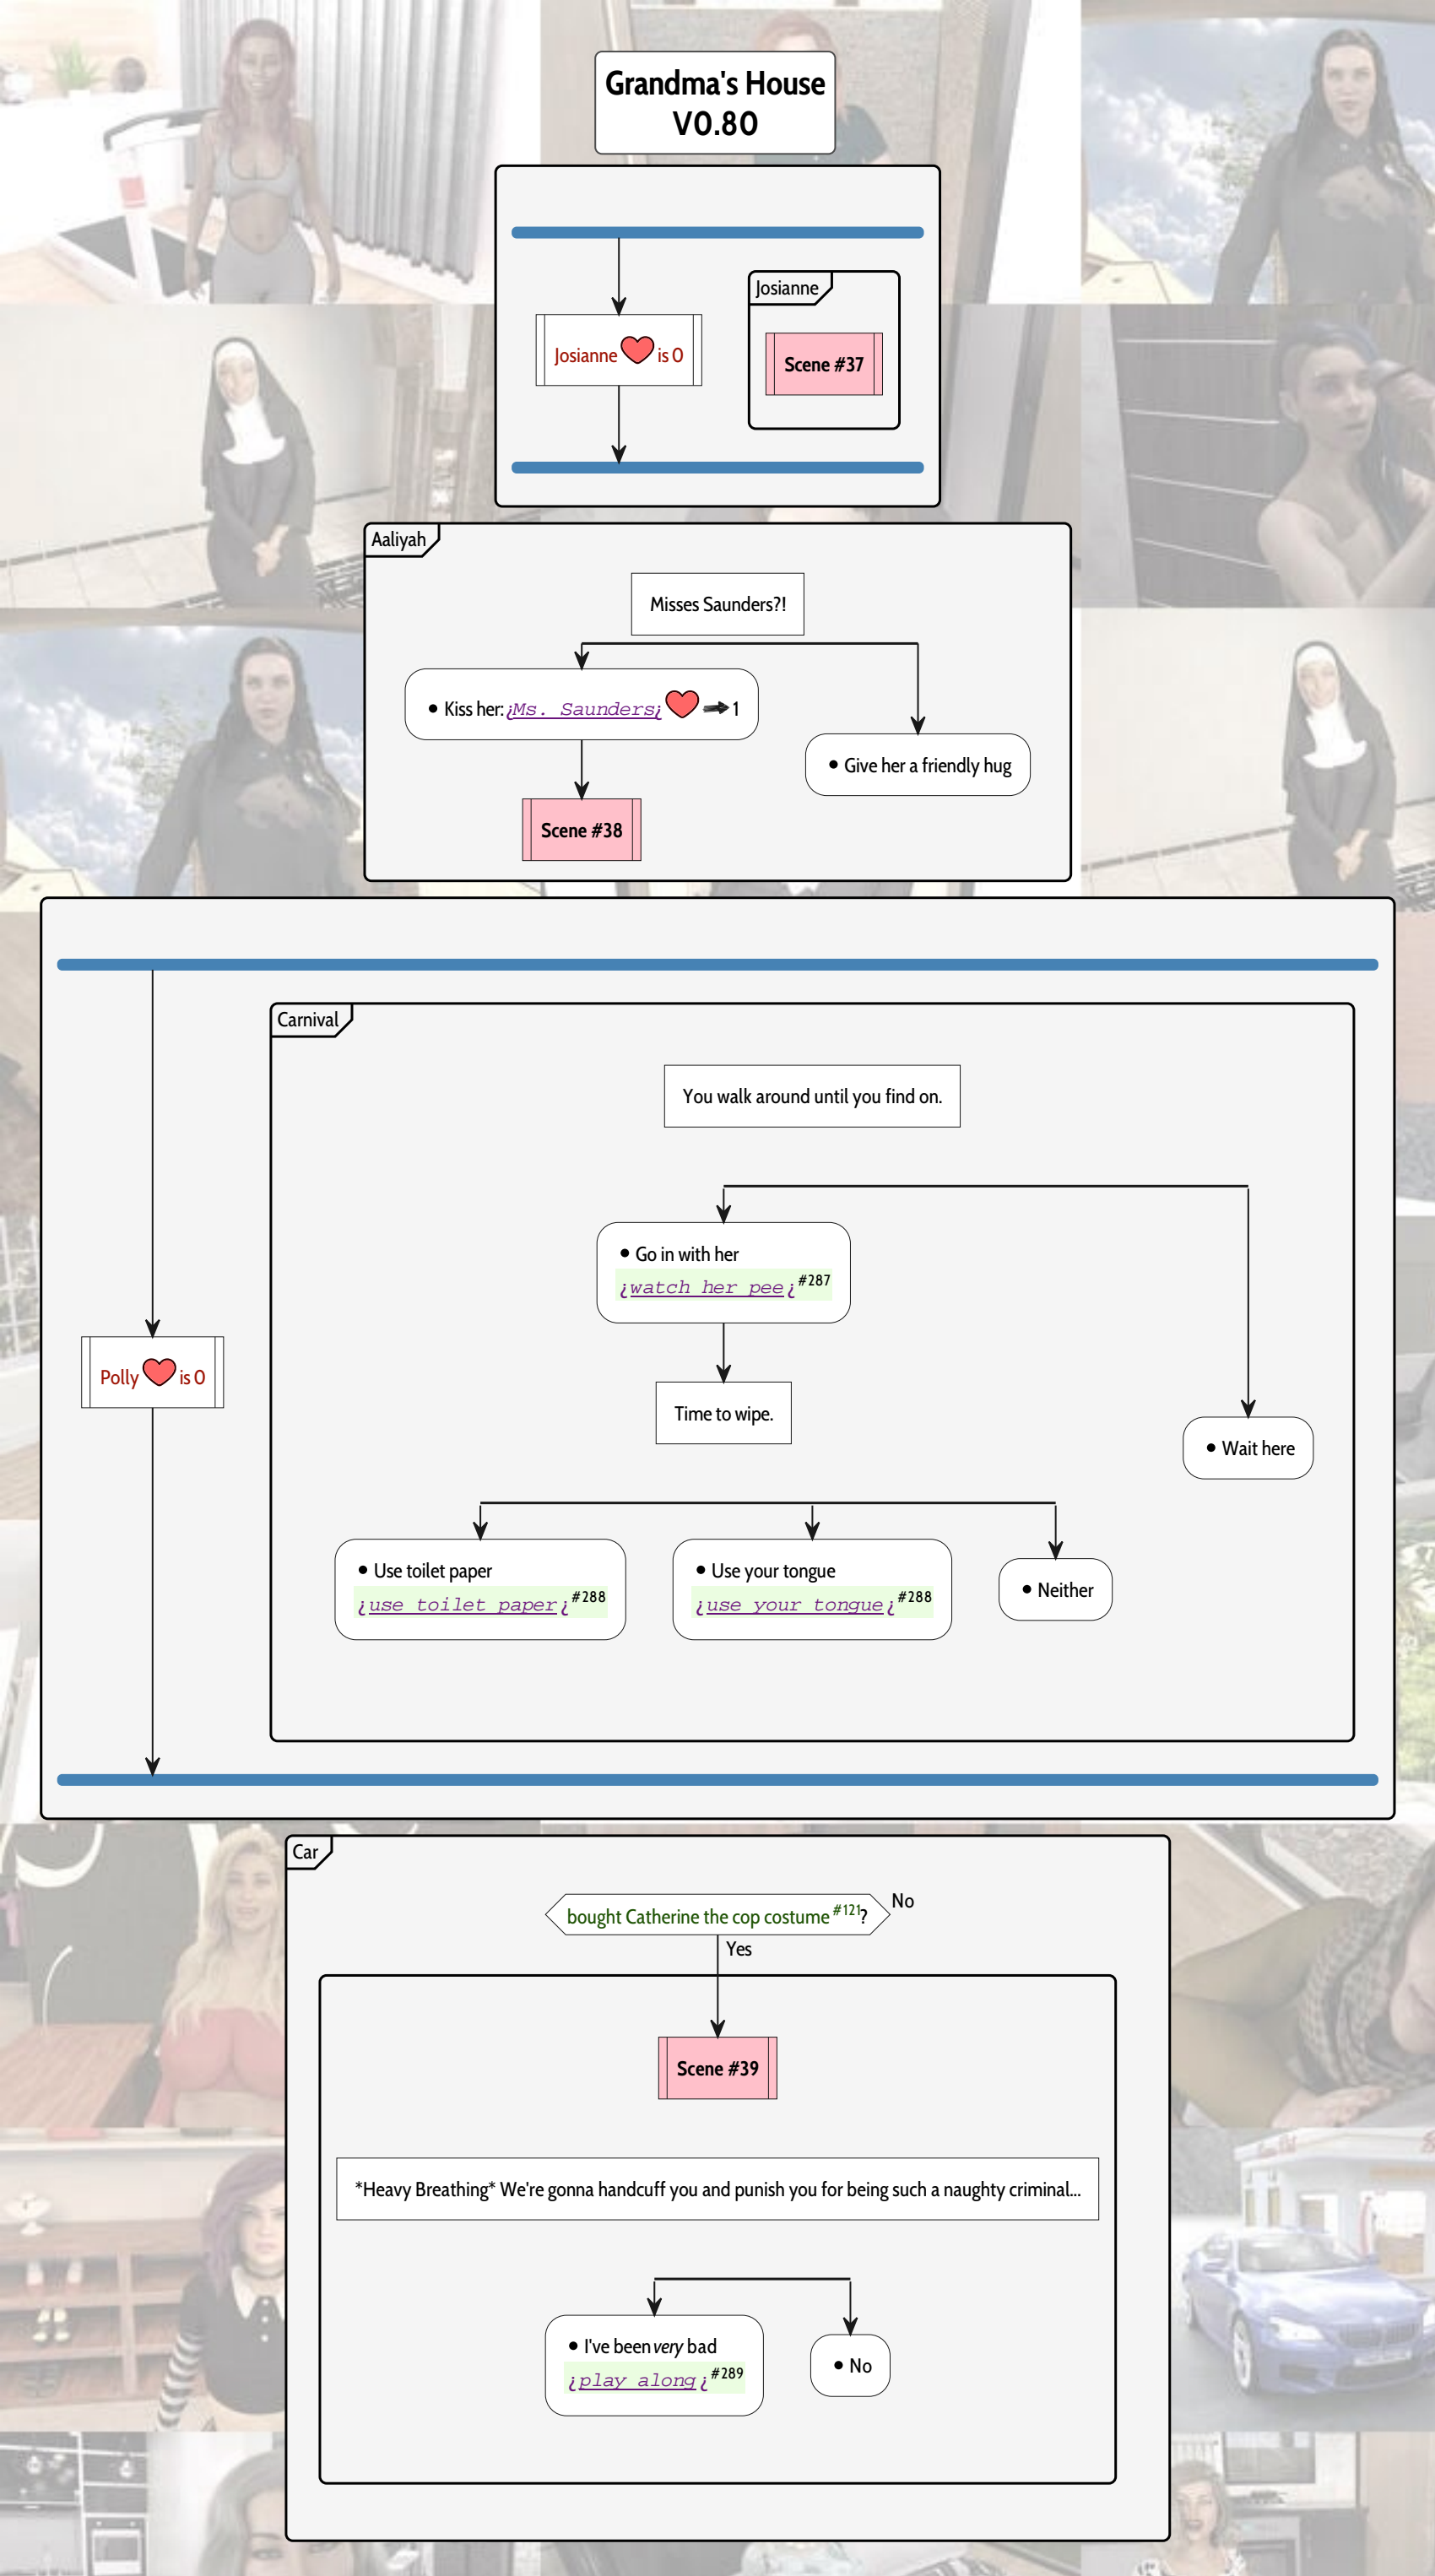 Grandma's House
V0.80
Josianne
Josianne is 0
Scene #37
Aaliyah
Misses Saunders?!
• Kiss her: ¿Ms. Saunders¿ 1
• Give her a friendly hug
Scene #38
Carnival
You walk around until you find on.
• Go in with her
¿watch her pee¿ #287
Polly is 0
Time to wipe.
• Wait here
• Use toilet paper
¿use toilet paper¿ #288
• Use your tongue
¿use your tongue¿ #288
• Neither
Car
bought Catherine the cop costume #121?
No
Yes
Scene #39
*Heavy Breathing* We're gonna handcuff you and punish you for being such a naughty criminal...
• I've been very bad
¿play along¿ #289
• No